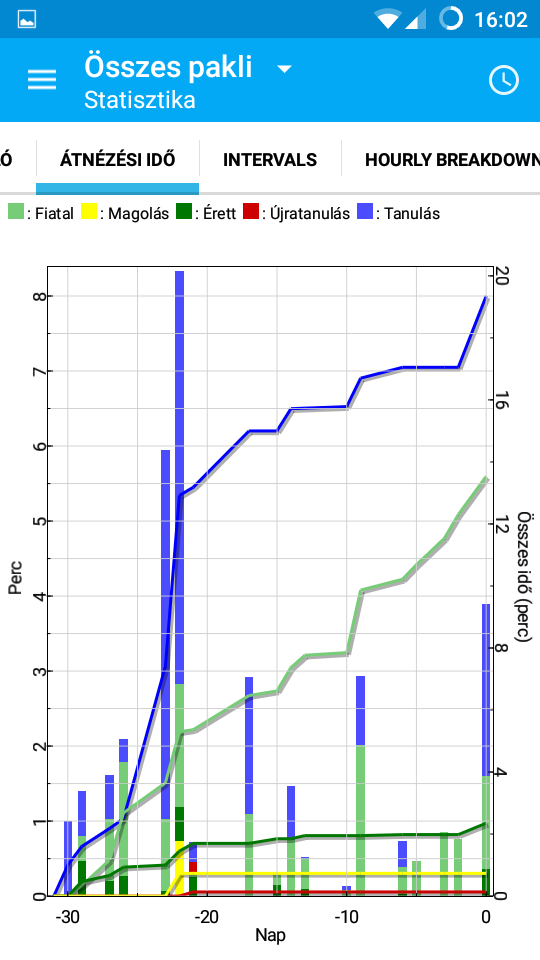 16:02
Összes pakli
Statisztika
Ó
ÁTNÉZÉSI IDŐ
INTERVALS
HOURLY BREAKDOWN
: Fiatal
: Magolás
: Érett
: Újratanulás
: Tanulás
8
7
6
5
4
3
2
1
0
Perc
20
16
12
8
4
0
Összes idő (perc)
-30
-20
-10
0
Nap